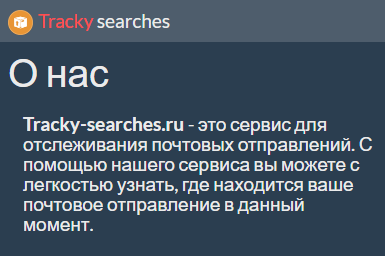 Tracky searches
О нас
Tracky-searches.ru - это сервис для
отслеживания почтовых отправлений. С
помощью нашего сервиса вы можете с
легкостью узнать, где находится ваше
почтовое отправление в данный
момент.